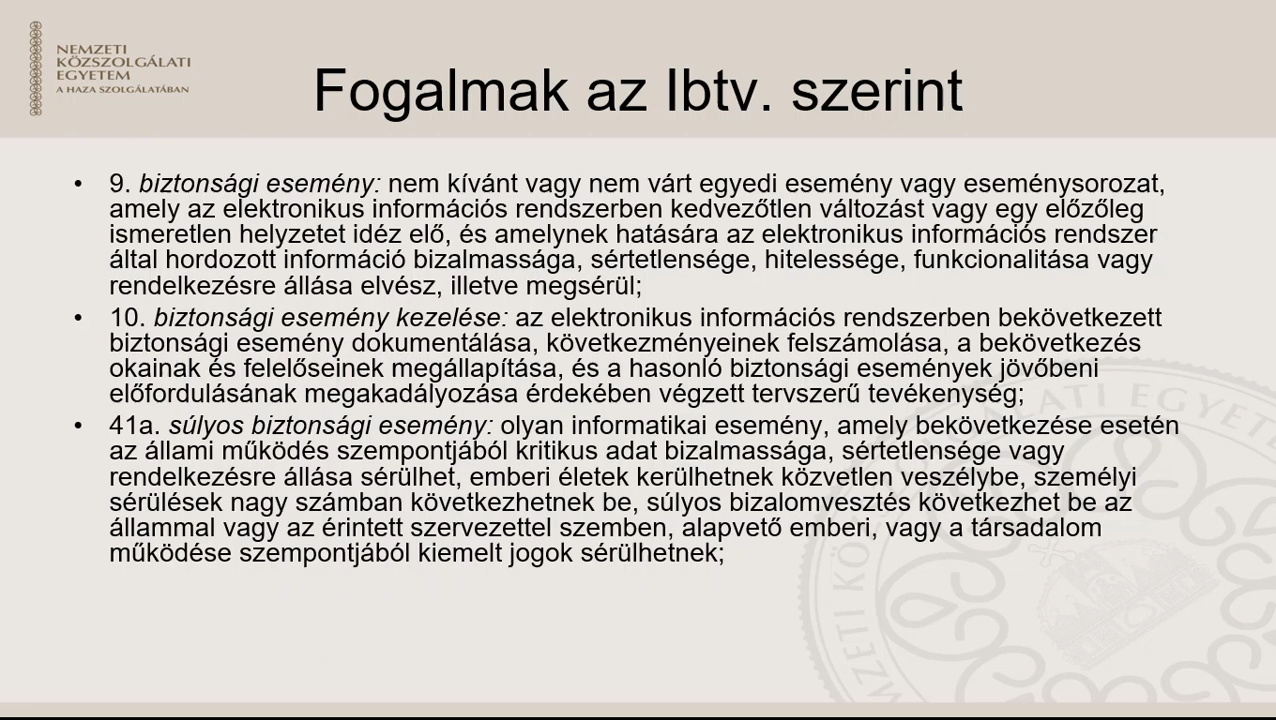 NEMZETI
KÖZSZOLGÁLATI
EGYETEM
A HAZA SZOLGÁLATÁBAN
Fogalmak az Ibtv. szerint
• 9. biztonsági esemény: nem kívánt vagy nem várt egyedi esemény vagy eseménysorozat,
amely az elektronikus információs rendszerben kedvezőtlen változást vagy egy előzőleg
ismeretlen helyzetet idéz elő, és amelynek hatására az elektronikus információs rendszer
által hordozott információ bizalmassága, sértetlensége, hitelessége, funkcionalitása vagy
rendelkezésre állása elvész, illetve megsérül;
• 10. biztonsági esemény kezelése: az elektronikus információs rendszerben bekövetkezett
biztonsági esemény dokumentálása, következményeinek felszámolása, a bekövetkezés
okainak és felelőseinek megállapítása, és a hasonló biztonsági események jövőbeni
előfordulásának megakadályozása érdekében végzett tervszerű tevékenység;
• 41a. súlyos biztonsági esemény: olyan informatikai esemény, amely bekövetkezése esetén
az állami működés szempontjából kritikus adat bizalmassága, sértetlensége vagy
rendelkezésre állása sérülhet, emberi életek kerülhetnek közvetlen veszélybe, személyi
sérülések nagy számban következhetnek be, súlyos bizalomvesztés következhet be az
állammal vagy az érintett szervezettel szemben, alapvető emberi, vagy a társadalom
működése szempontjából kiemelt jogok sérülhetnek;